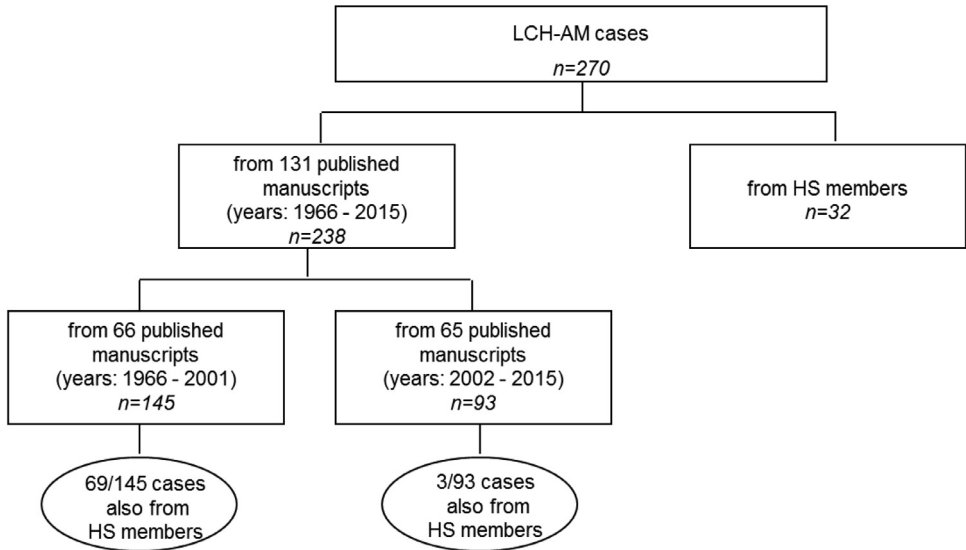 LCH-AM cases
n=270
from 131 published
manuscripts
(years: 1966 - 2015)
n=238
from HS members
n=32
from 66 published
manuscripts
(years: 1966 - 2001)
n=145
from 65 published
manuscripts
(years: 2002 - 2015)
n=93
69/145 cases
also from
HS members
3/93 cases
also from
HS members